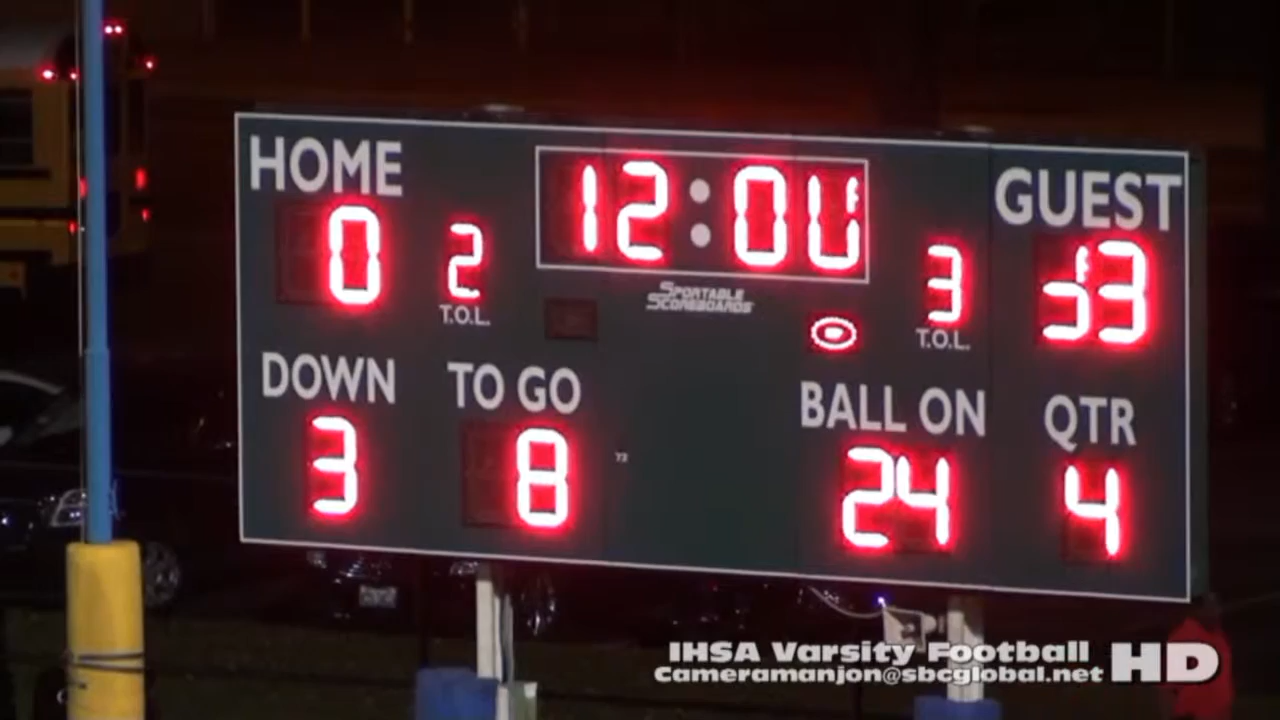 HOME 12:00 GUEST
0 2 3 33
T.O.L. T.O.L.
SPORTABLE
SCOREBOARDS
DOWN TO GO BALL ON QTR
3 8 24 4
IHSA Varsity Football HD
cameramanjon@sbcglobal.net